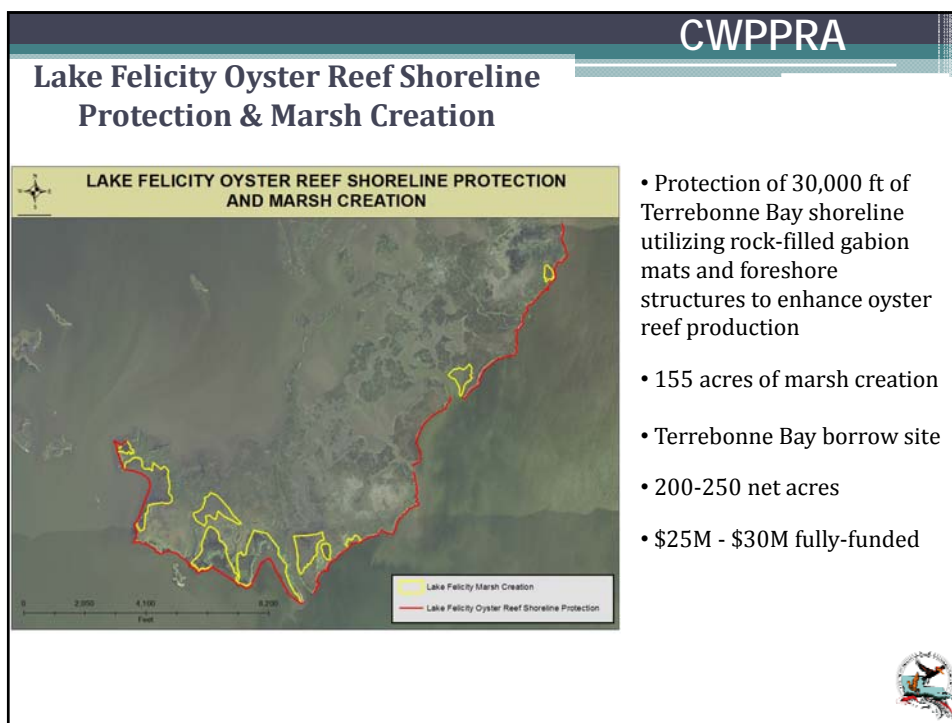 CWPPRA
Lake Felicity Oyster Reef Shoreline
Protection & Marsh Creation
LAKE FELICITY OYSTER REEF SHORELINE PROTECTION
AND MARSH CREATION
• Protection of 30,000 ft of
Terrebonne Bay shoreline
utilizing rock-filled gabion
mats and foreshore
structures to enhance oyster
reef production
• 155 acres of marsh creation
• Terrebonne Bay borrow site
• 200-250 net acres
• $25M - $30M fully-funded
Lake Felicity Marsh Creation
Lake Felicity Oyster Reef Shoreline Protection
0 2,050 4,100 8,200
Feet